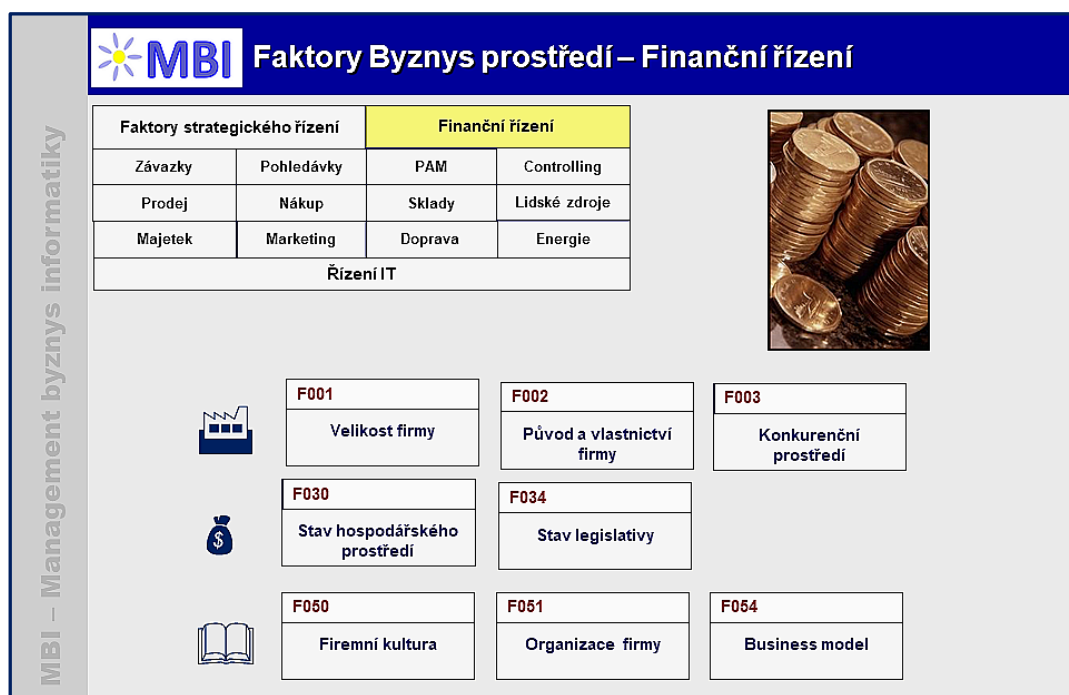 MBI
Faktory Byznys prostředí – Finanční řízení
MBI – Management byznys informatiky
Faktory strategického řízení
Finanční řízení
Závazky
Pohledávky
PAM
Controlling
Prodej
Nákup
Sklady
Lidské zdroje
Majetek
Marketing
Doprava
Energie
Řízení IT
F001
Velikost firmy
F002
Původ a vlastnictví
firmy
F003
Konkurenční
prostředí
$
F030
Stav hospodářského
prostředí
F034
Stav legislativy
F050
Firemní kultura
F051
Organizace firmy
F054
Business model